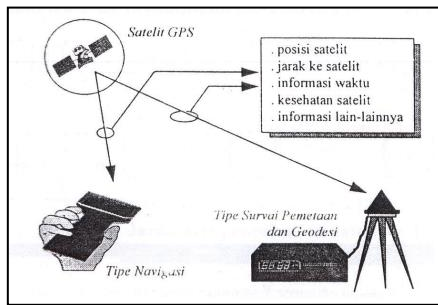 Satelit GPS
. posisi satelit
. jarak ke satelit
. informasi waktu
. kesehatan satelit
. informasi lain-lainnya
Tipe Survai Pemetaan
dan Geodesi
Tipe Navigasi